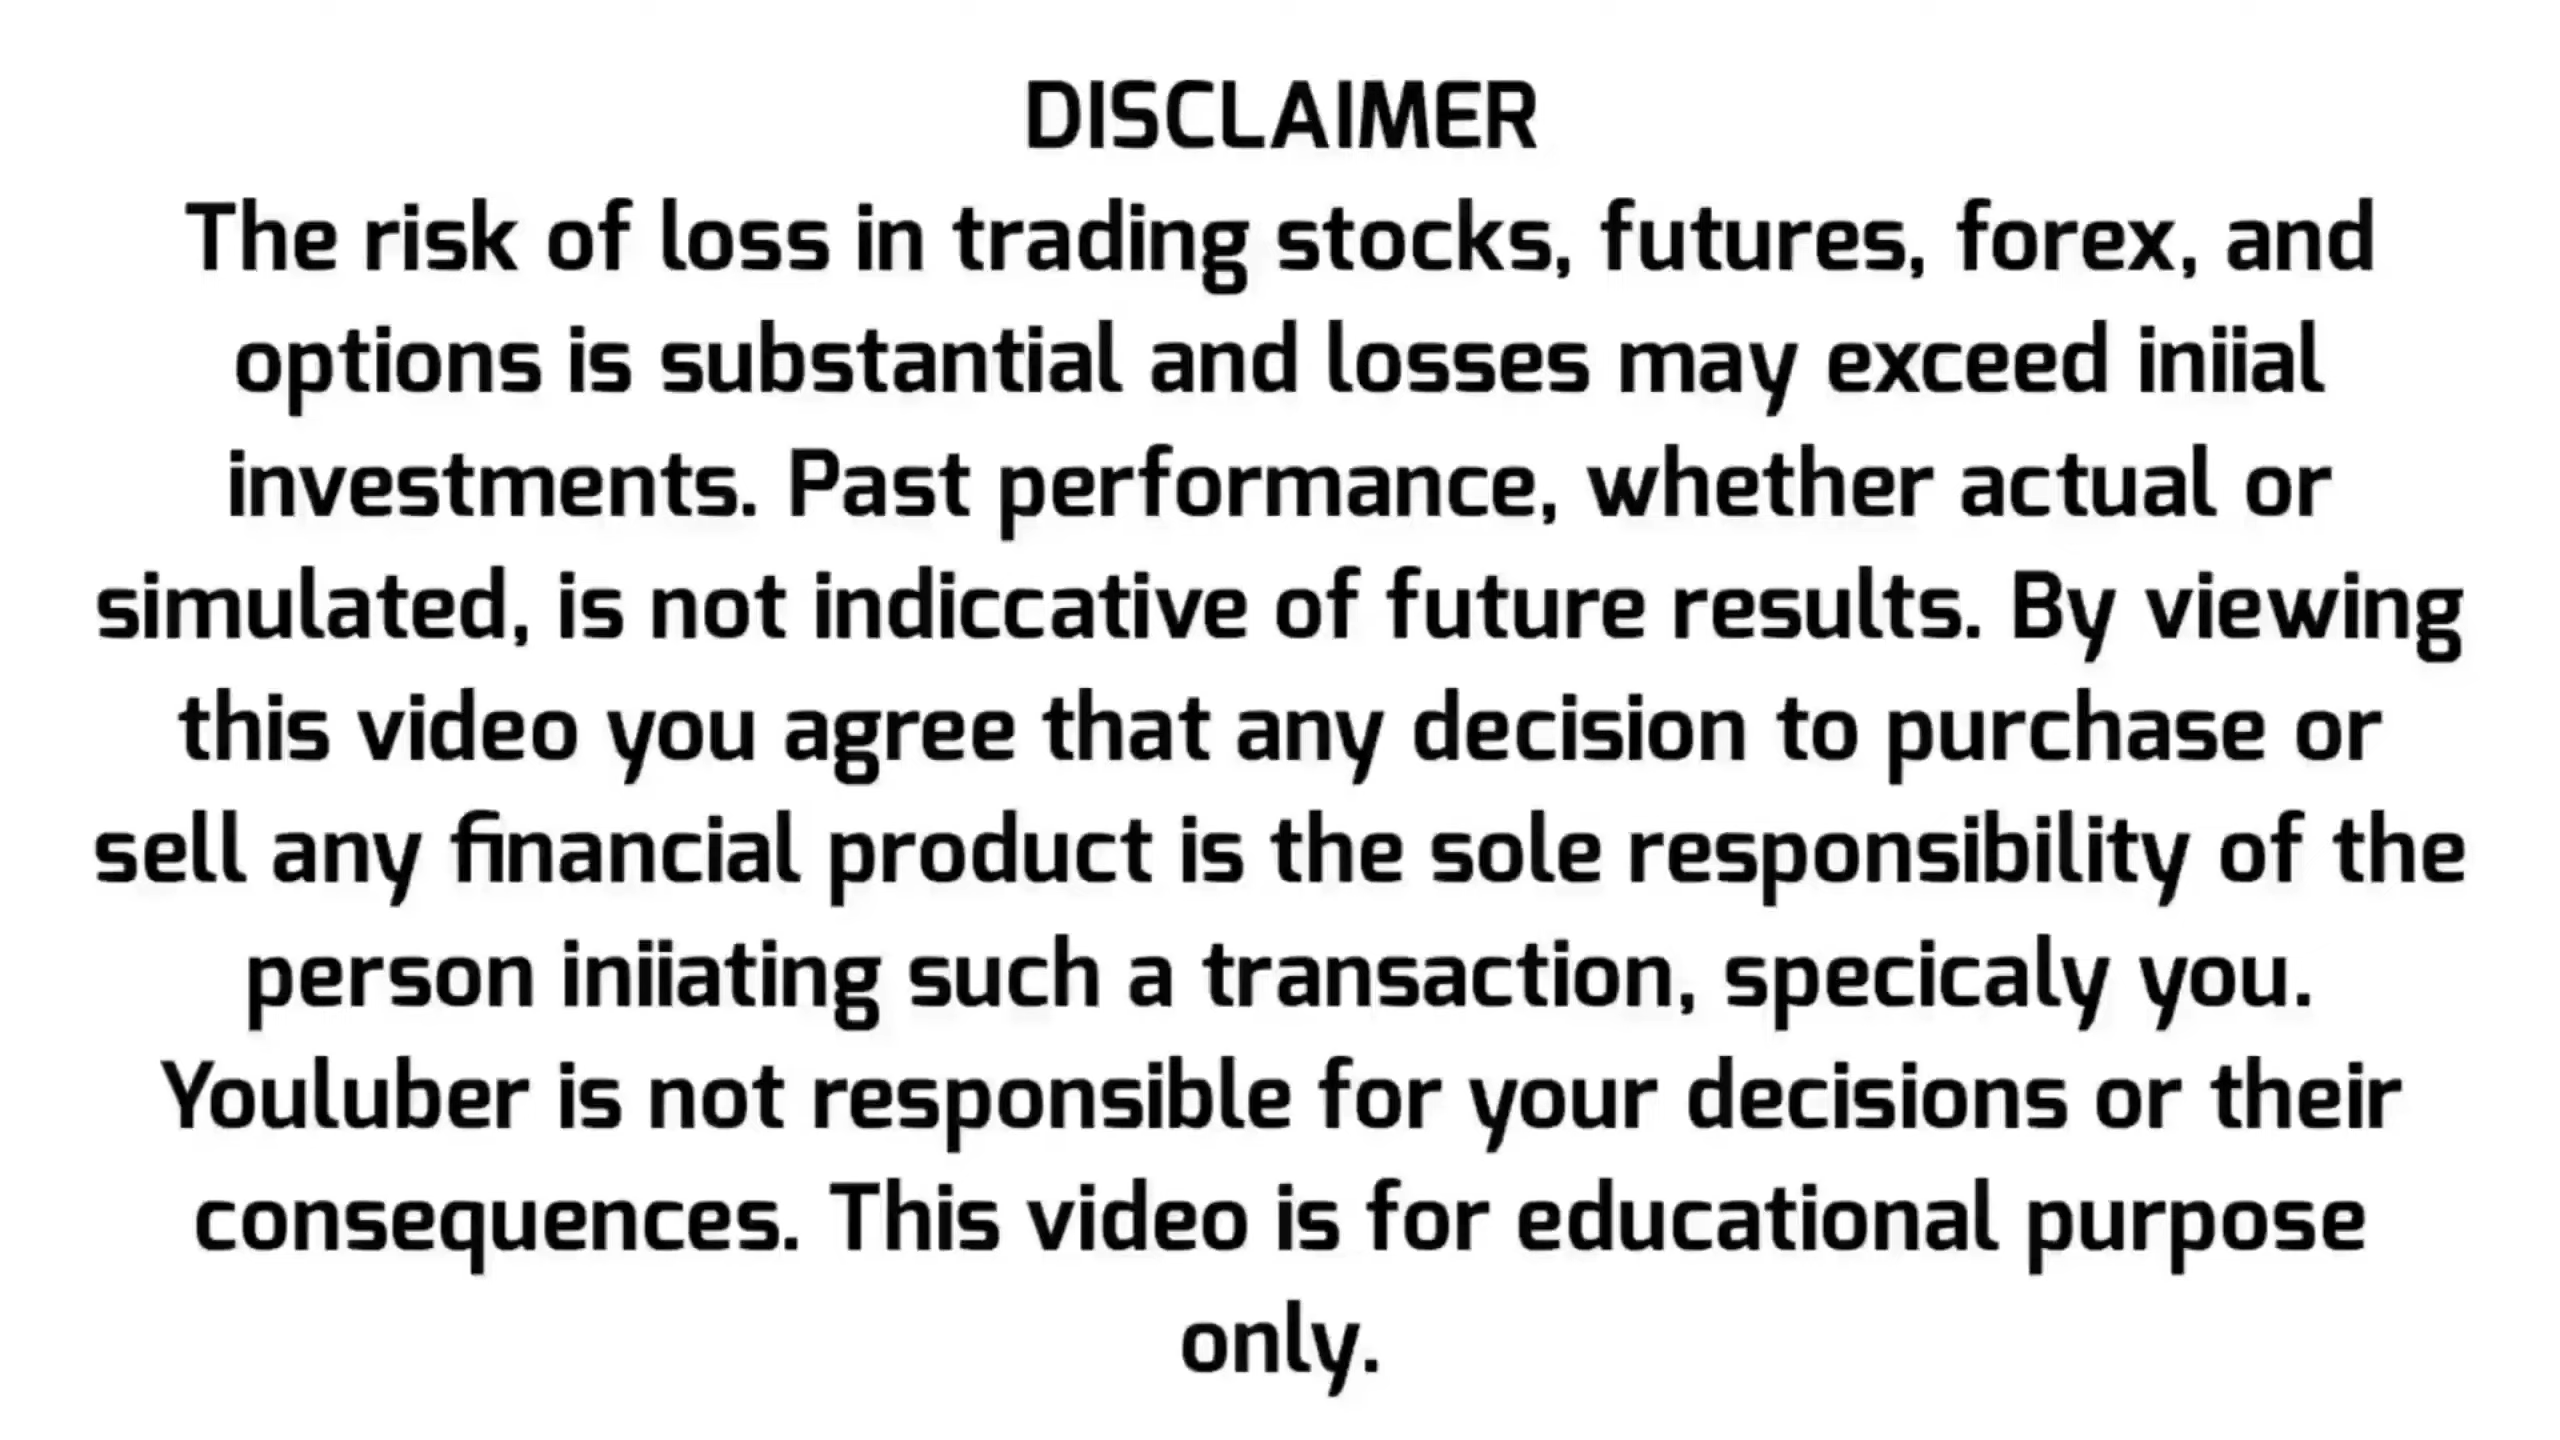 DISCLAIMER
The risk of loss in trading stocks, futures, forex, and
options is substantial and losses may exceed iniial
investments. Past performance, whether actual or
simulated, is not indiccative of future results. By viewing
this video you agree that any decision to purchase or
sell any financial product is the sole responsibility of the
person iniiating such a transaction, specicaly you.
Youluber is not responsible for your decisions or their
consequences. This video is for educational purpose
only.